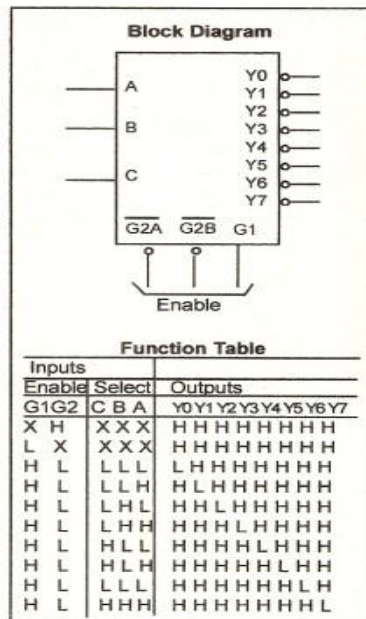 Block Diagram
A
B
C
Y0
Y1
Y2
Y3
Y4
Y5
Y6
Y7
G2A G2B G1
Enable
Function Table
Inputs
Enable Select Outputs
G1 G2 C B A Y0 Y1 Y2 Y3 Y4 Y5 Y6 Y7
X H X X X H H H H H H H H
L X X X X H H H H H H H H
H L L L L L H H H H H H H
H L L L H H L H H H H H H
H L L H L H H L H H H H H
H L L H H H H H L H H H H
H L H L L H H H H L H H H
H L H L H H H H H H L H H
H L L L L H H H H H H L H
H L H H H H H H H H H H L